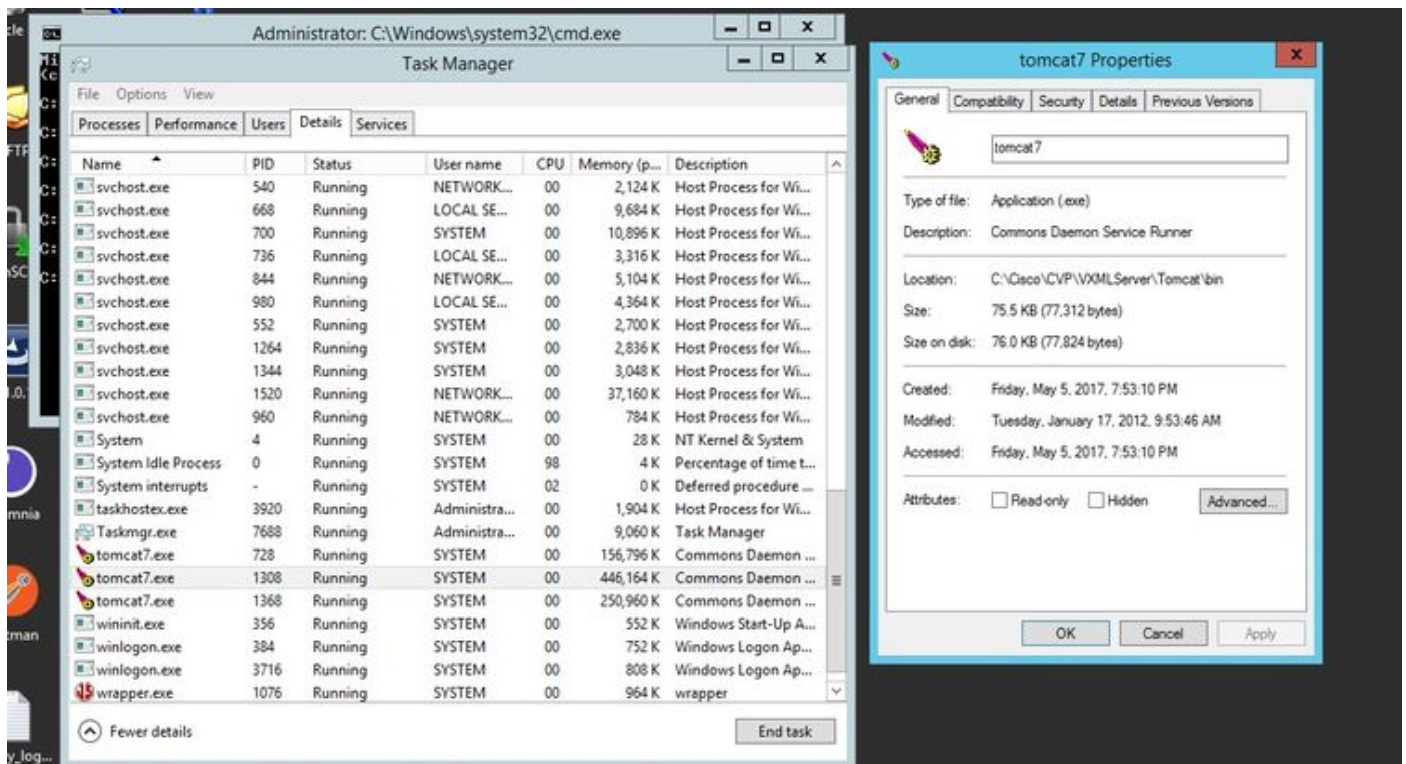 Administrator: C:\Windows\system32\cmd.exe
Task Manager
File Options View
Processes Performance Users Details Services
Name PID Status User name CPU Memory (p... Description
svchost.exe 540 Running NETWORK... 00 2,124 K Host Process for Wi...
svchost.exe 668 Running LOCAL SE... 00 9,684 K Host Process for Wi...
svchost.exe 700 Running SYSTEM 00 10,896 K Host Process for Wi...
svchost.exe 736 Running LOCAL SE... 00 3,316 K Host Process for Wi...
svchost.exe 844 Running NETWORK... 00 5,104 K Host Process for Wi...
svchost.exe 980 Running LOCAL SE... 00 4,364 K Host Process for Wi...
svchost.exe 552 Running SYSTEM 00 2,700 K Host Process for Wi...
svchost.exe 1264 Running SYSTEM 00 2,836 K Host Process for Wi...
svchost.exe 1344 Running SYSTEM 00 3,048 K Host Process for Wi...
svchost.exe 1520 Running NETWORK... 00 37,160 K Host Process for Wi...
svchost.exe 960 Running NETWORK... 00 784 K Host Process for Wi...
System 4 Running SYSTEM 00 28 K NT Kernel & System
System Idle Process 0 Running SYSTEM 98 4 K Percentage of time t...
System interrupts - Running SYSTEM 02 0 K Deferred procedure ...
taskhostex.exe 3920 Running Administra... 00 1,904 K Host Process for Wi...
Taskmgr.exe 7688 Running Administra... 00 9,060 K Task Manager
tomcat7.exe 728 Running SYSTEM 00 156,796 K Commons Daemon ...
tomcat7.exe 1308 Running SYSTEM 00 446,164 K Commons Daemon ...
tomcat7.exe 1368 Running SYSTEM 00 250,960 K Commons Daemon ...
wininit.exe 356 Running SYSTEM 00 552 K Windows Start-Up A...
winlogon.exe 384 Running SYSTEM 00 752 K Windows Logon Ap...
winlogon.exe 3716 Running SYSTEM 00 808 K Windows Logon Ap...
wrapper.exe 1076 Running SYSTEM 00 964 K wrapper
Fewer details
End task
tomcat7 Properties
General Compatibility Security Details Previous Versions
tomcat7
Type of file: Application (.exe)
Description: Commons Daemon Service Runner
Location: C:\Cisco\CVP\VXMLServer\Tomcat\bin
Size: 75.5 KB (77,312 bytes)
Size on disk: 76.0 KB (77,824 bytes)
Created: Friday, May 5, 2017, 7:53:10 PM
Modified: Tuesday, January 17, 2012, 9:53:46 AM
Accessed: Friday, May 5, 2017, 7:53:10 PM
Attributes: Read-only Hidden Advanced...
OK Cancel Apply